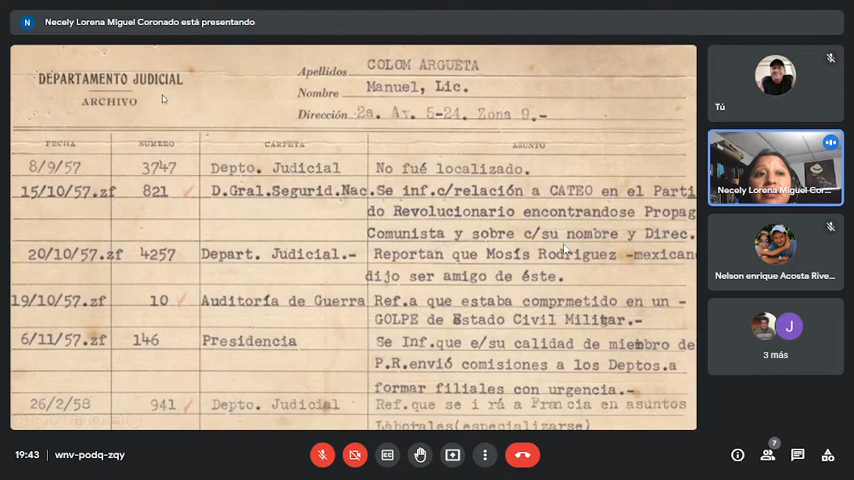 N Necely Lorena Miguel Coronado está presentando
DEPARTAMENTO JUDICIAL
ARCHIVO
Apellidos COLOM ARGUETA
Nombre Manuel, Lic.
Dirección 2a. Av. 5-24. Zona 9.-
FECHA NUMERO CARPETA ASUNTO
8/9/57 3747 Depto. Judicial No fué localizado.
15/10/57.zf 821 D.Gral.Segurid.Nac. Se inf.c/relación a CATEO en el Parti
do Revolucionario encontrandose Propag
Comunista y sobre c/su nombre y Direc.
20/10/57.zf 4257 Depart. Judicial.- Reportan que Mosís Rodriguez -mexican
dijo ser amigo de éste.
19/10/57.zf 10 Auditoría de Guerra Ref.a que estaba comprmetido en un -
GOLPE de Estado Civil Militar.-
6/11/57.zf 146 Presidencia Se Inf.que e/su calidad de miembro de
P.R.envió comisiones a los Deptos.a
formar filiales con urgencia.-
26/2/58 941 Depto. Judicial Ref.que se i rá a Francia en asuntos
Laborales(especializarse)
Tú
Necely Lorena Miguel Cor...
Nelson enrique Acosta Rive...
J
3 más
19:43 wnv-podq-zqy
7